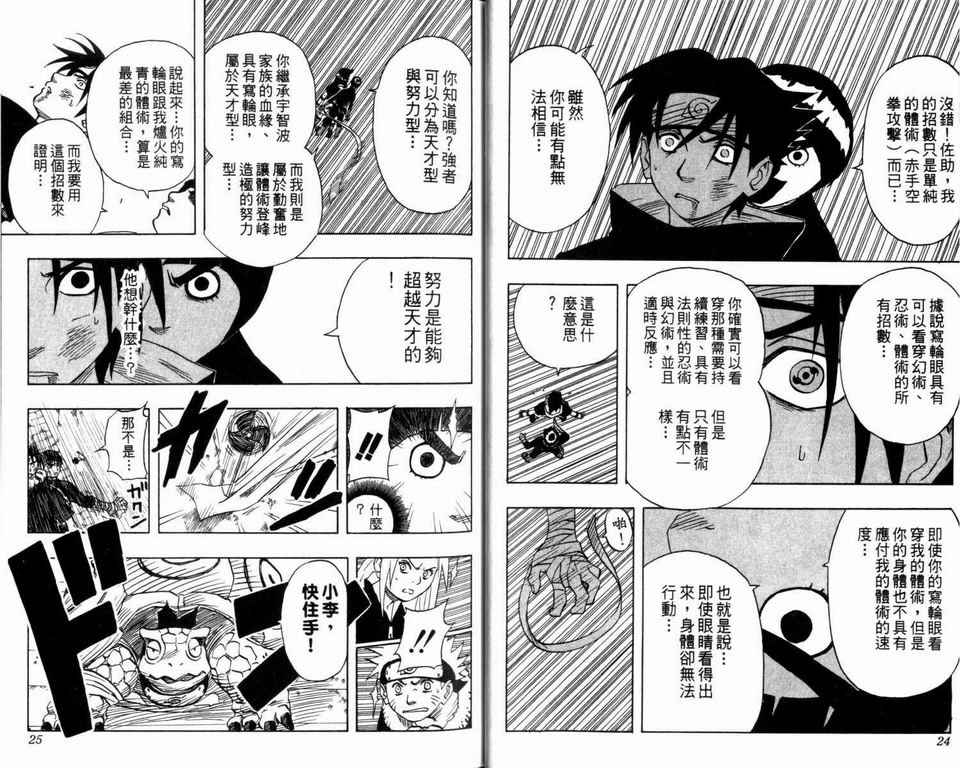 沒錯！佐助，我
的招數只是單純
的體術（赤手空
拳攻擊）而已…
雖然
你可能有點無
法相信…
據說寫輪眼具有
可以看穿幻術、
忍術、體術的所
有招數…
你確實可以看
穿那種需要持
續練習、具有
法則性的忍術
與幻術，並且
適時反應…
但是
只有體術
有點不一
樣…
這是什
麼意思
？
即使你的寫輪眼看
穿我的體術，但是
你的身體也不具有
應付我的體術的速
度…
也就是說…
即使眼睛看得出
來，身體卻無法
行動…
啪！
24
你知道嗎？強者
可以分為天才型
與努力型…
你繼承宇智波
家族的血緣、
具有寫輪眼，
屬於天才型…
而我則是
屬於勤奮地
讓體術登峰
造極的努力
型…
說起來…你的寫
輪眼跟我爐火純
青的體術，算是
最差的組合…
而我要用
這個招數來
證明…
努力是能夠
超越天才的
！
他想幹什麼…？
!!
什麼
？
那不是…
ガクン
!!
小李，
快住手！
ドドド
25